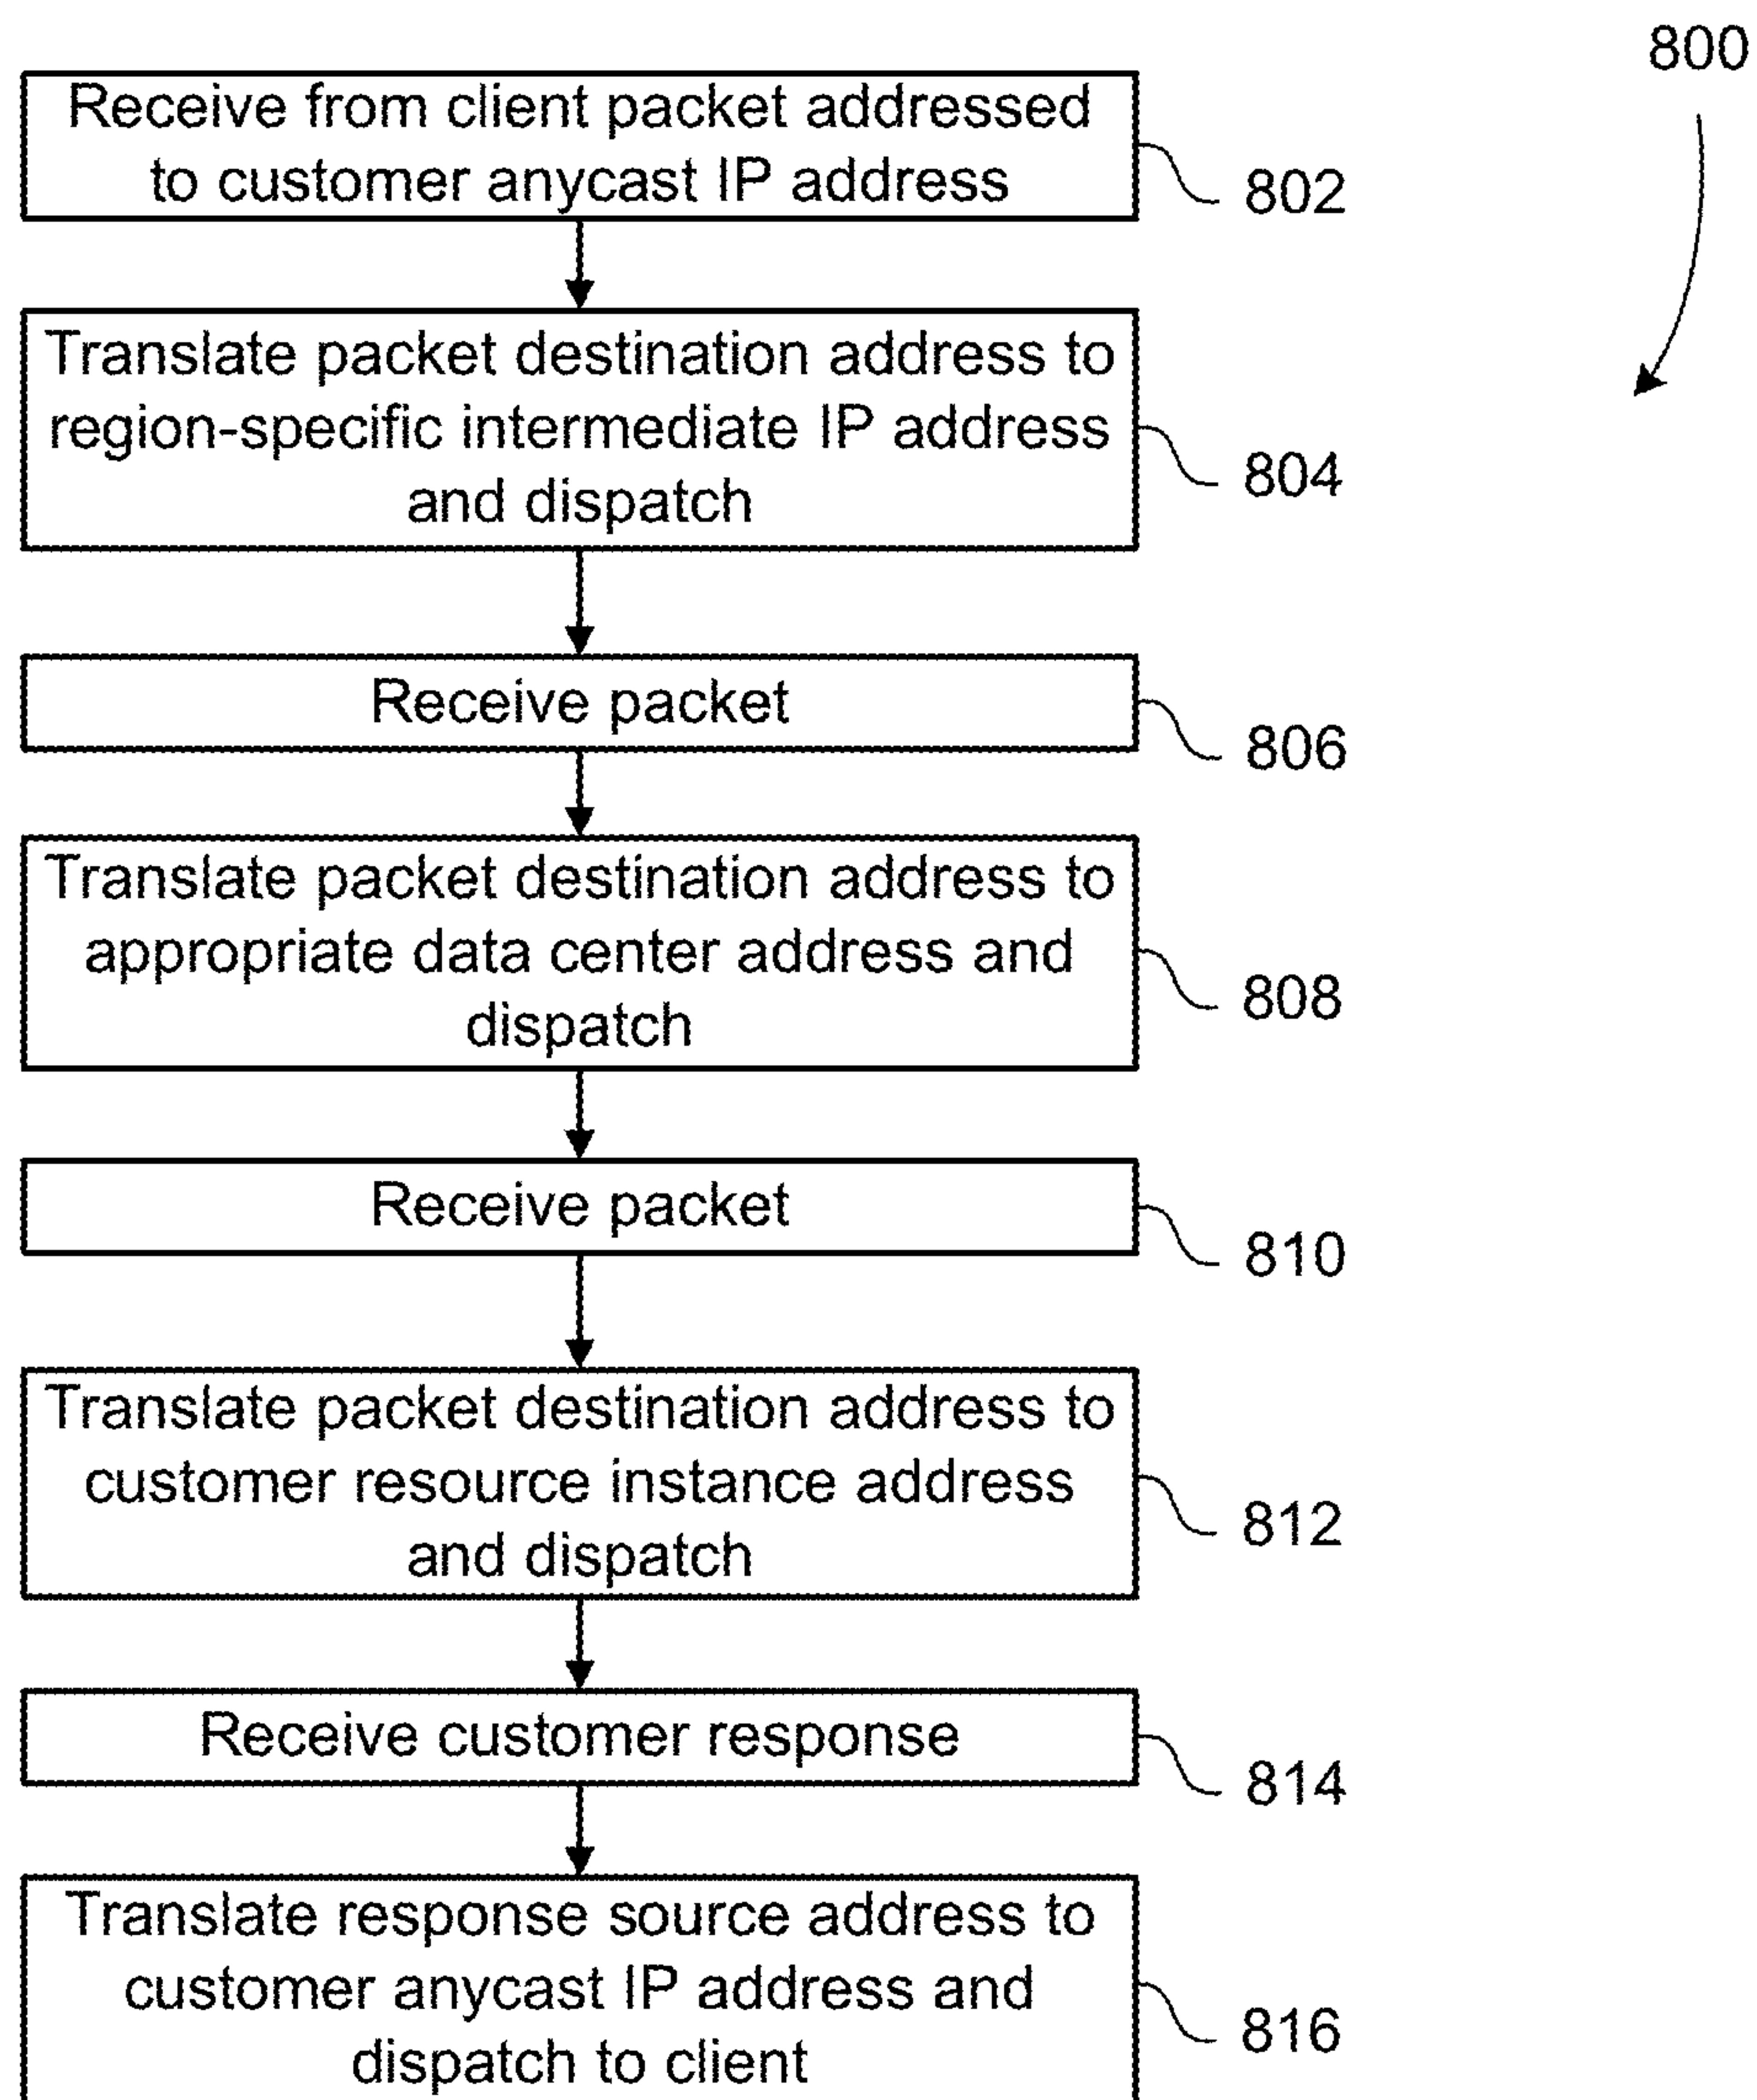 800
Receive from client packet addressed
to customer anycast IP address
802
Translate packet destination address to
region-specific intermediate IP address
and dispatch
804
Receive packet
806
Translate packet destination address to
appropriate data center address and
dispatch
808
Receive packet
810
Translate packet destination address to
customer resource instance address
and dispatch
812
Receive customer response
814
Translate response source address to
customer anycast IP address and
dispatch to client
816